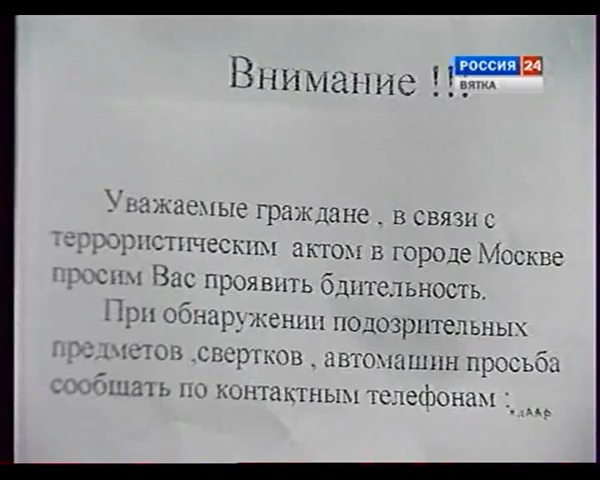 Внимание !!!
РОССИЯ 24
ВЯТКА
Уважаемые граждане , в связи с
террористическим актом в городе Москве
просим Вас проявить бдительность.
При обнаружении подозрительных
предметов ,свертков , автомашин просьба
сообщать по контактным телефонам :